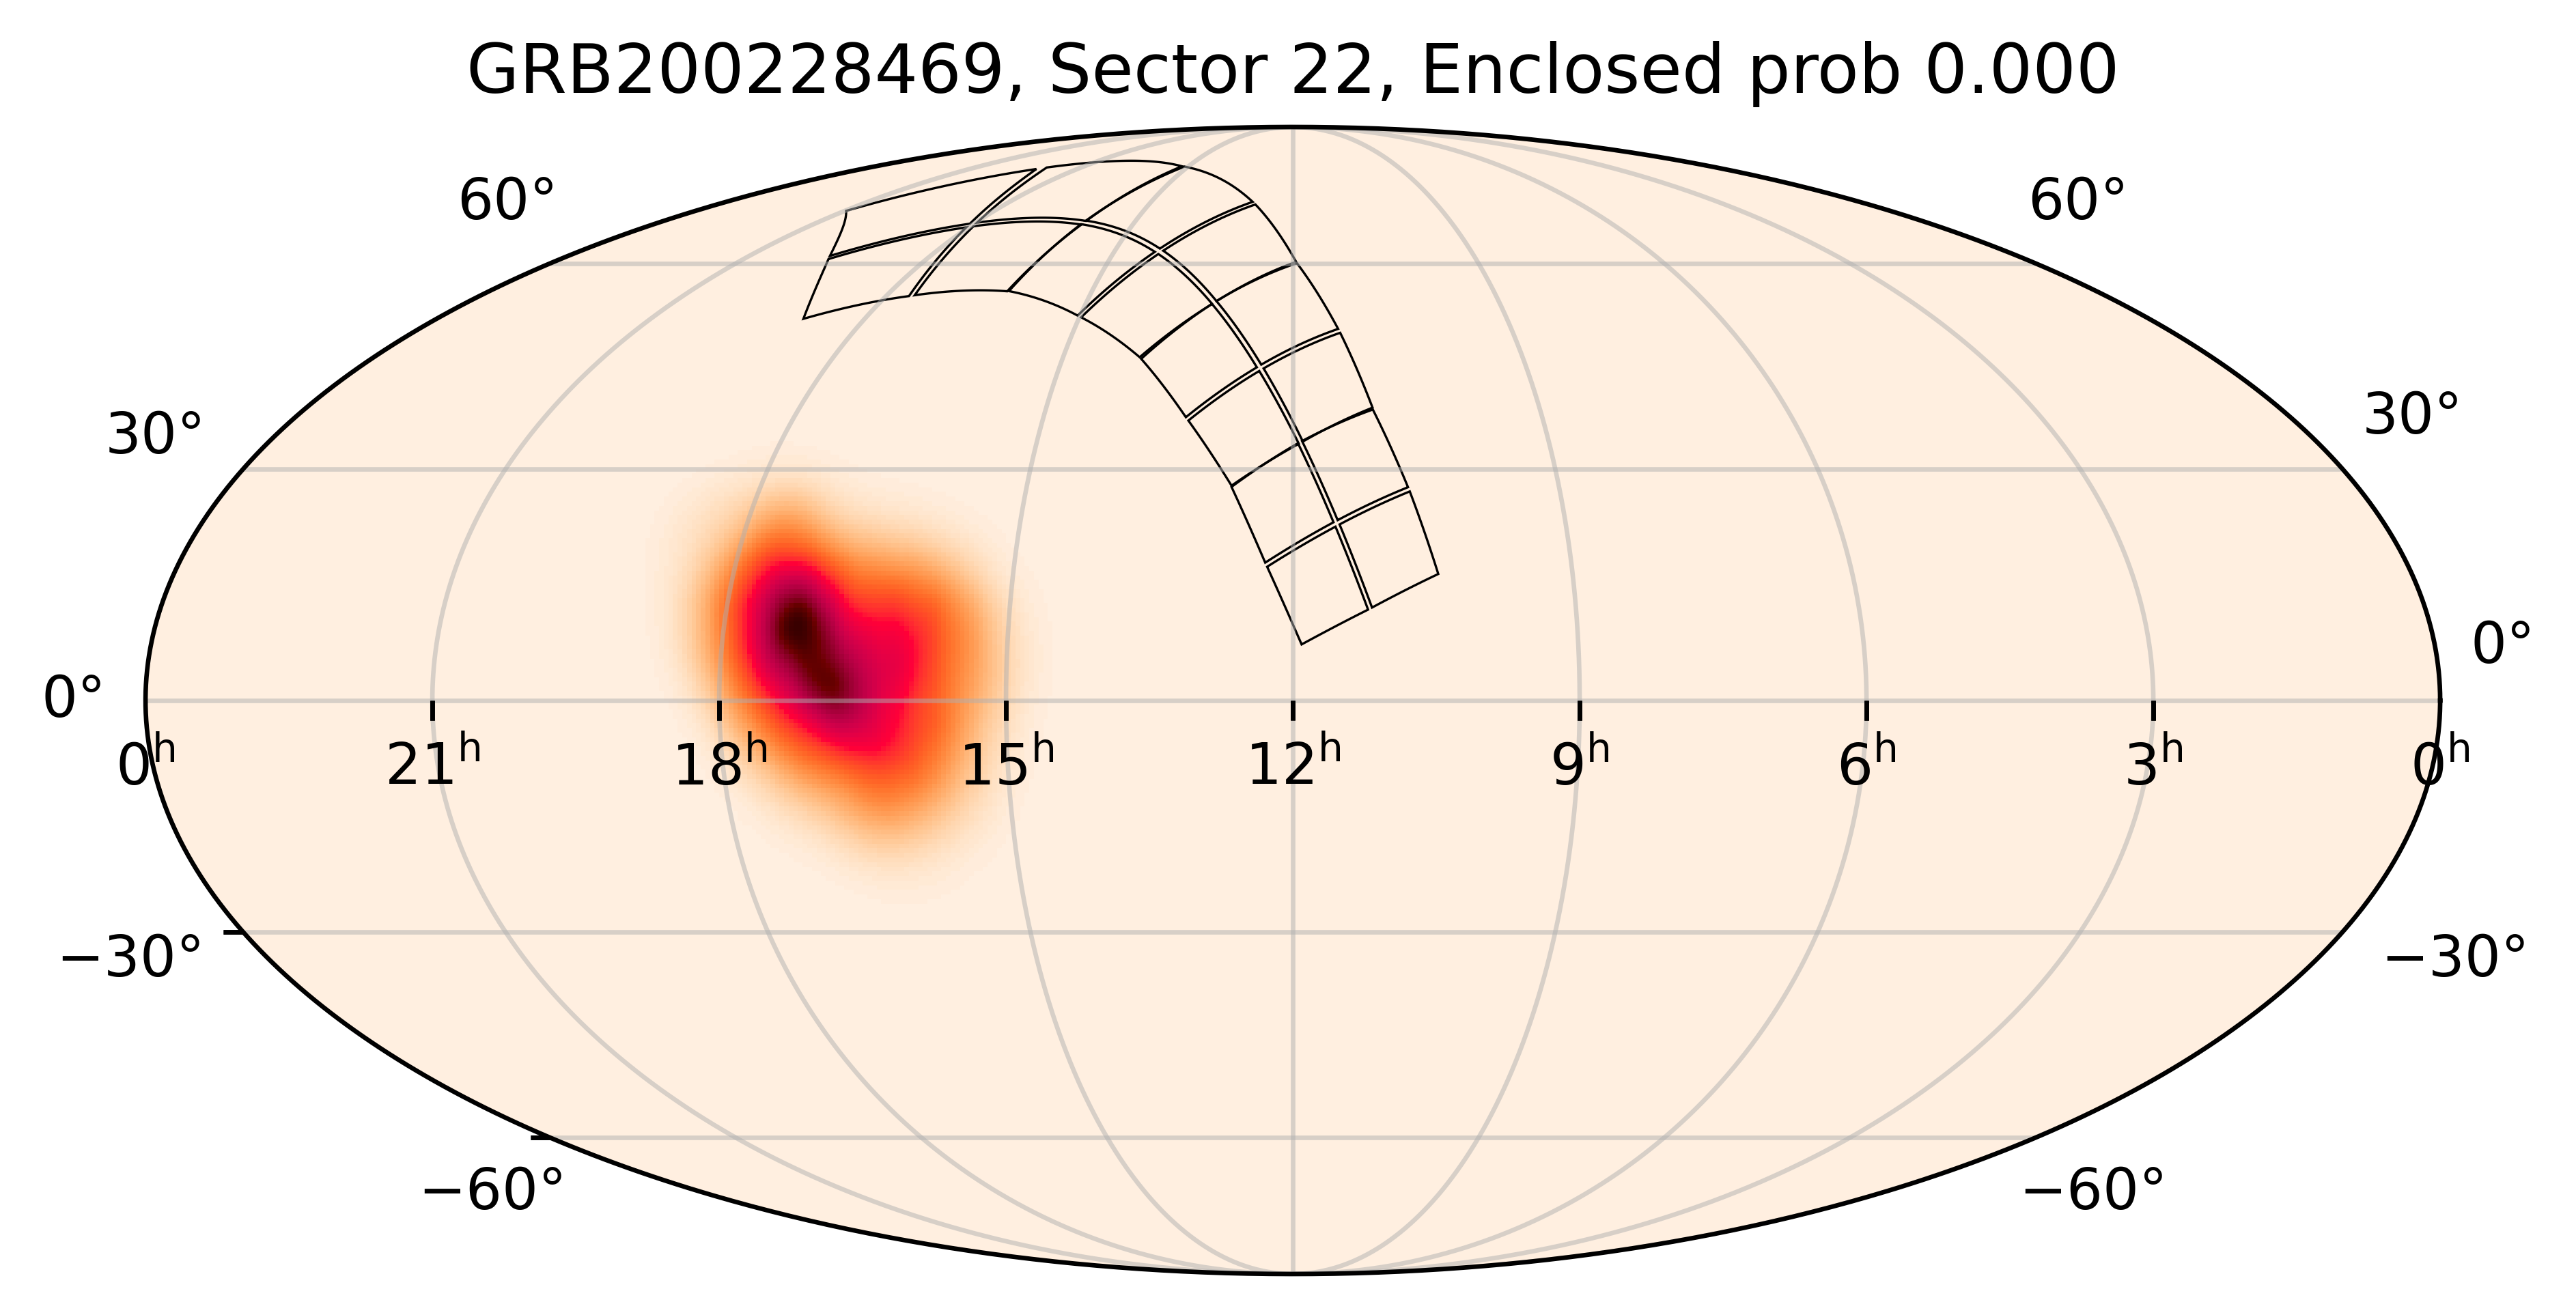 GRB200228469, Sector 22, Enclosed prob 0.000
60° 60°
30° 30°
0° 0°
0h 21h 18h 15h 12h 9h 6h 3h 0h
−30° −30°
−60° −60°